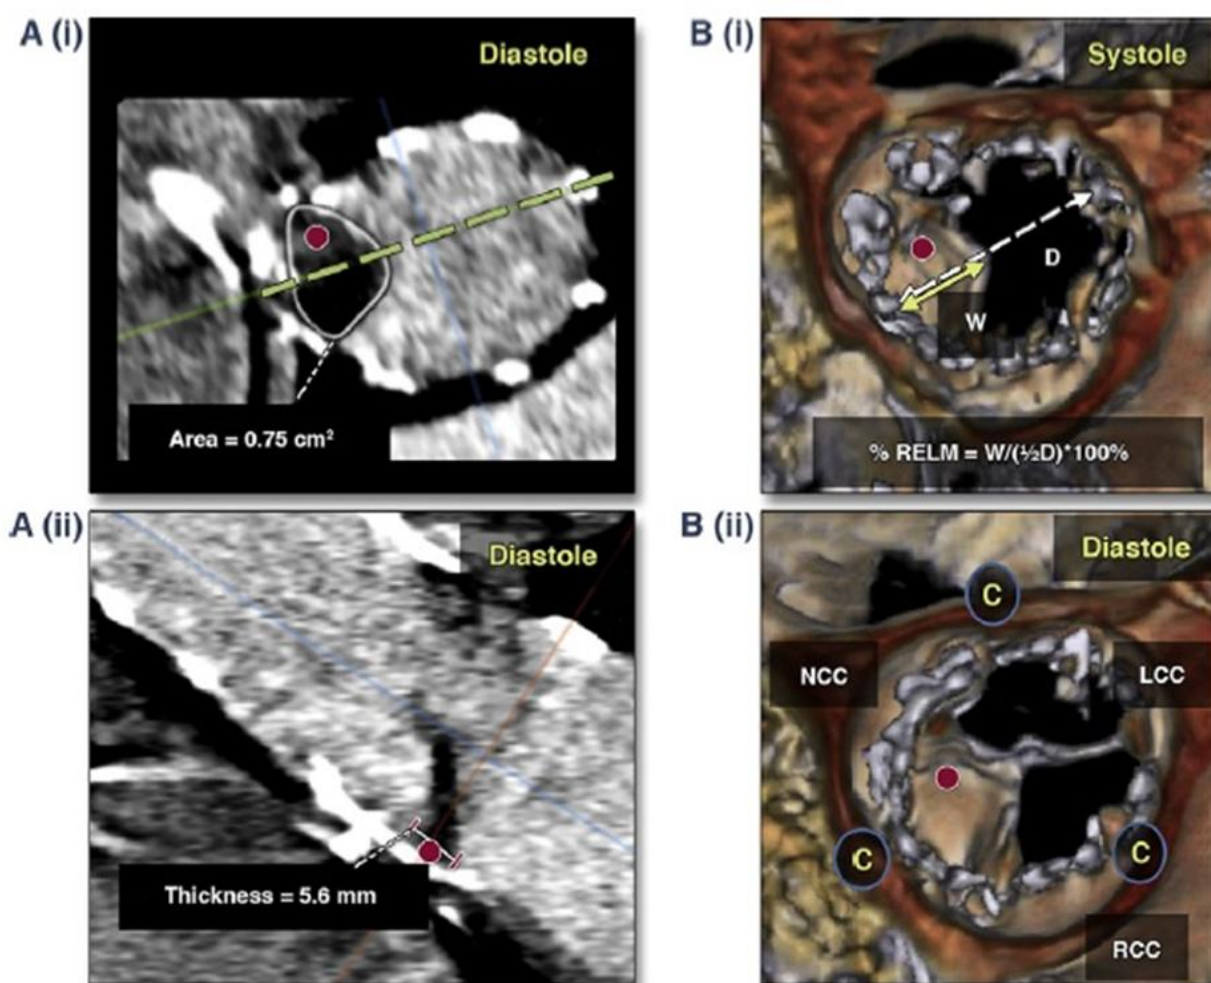 A (i)
Diastole
Area = 0.75 cm²
B (i)
Systole
D
W
% RELM = W/(½D)*100%
A (ii)
Diastole
Thickness = 5.6 mm
B (ii)
Diastole
C
NCC
LCC
C
C
RCC